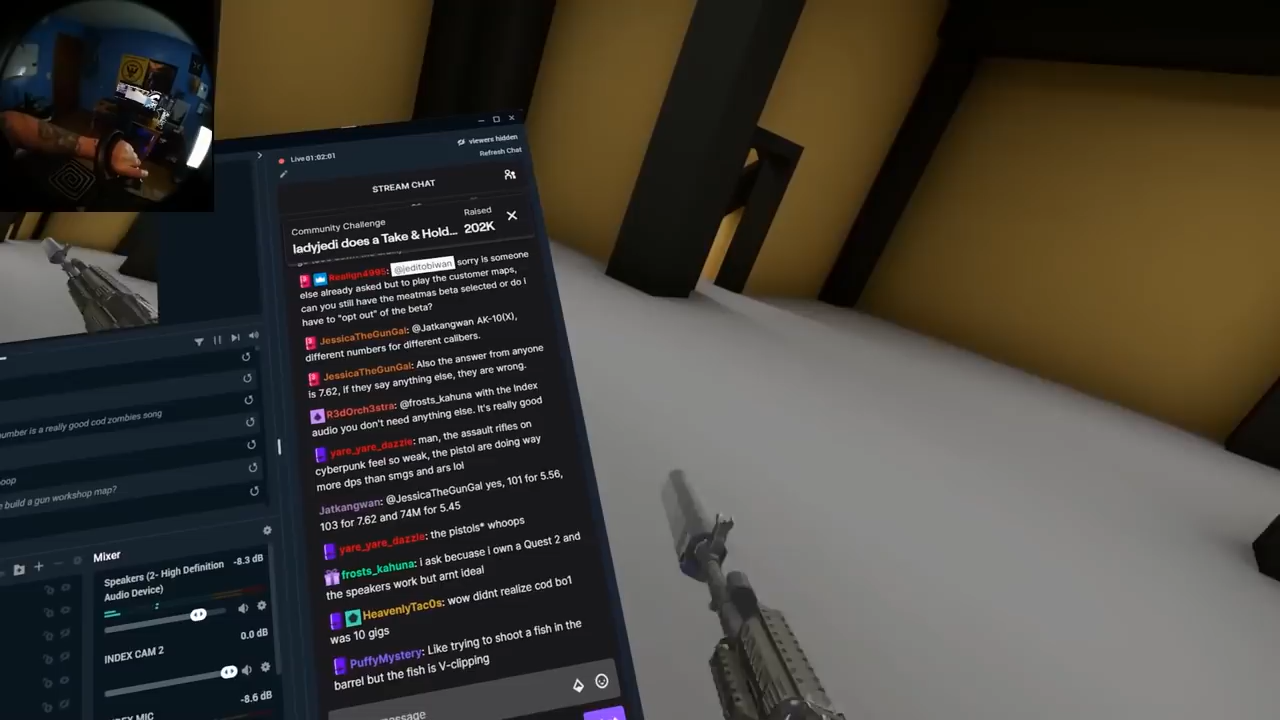 Live 01:02:01
viewers hidden
Refresh Chat
STREAM CHAT
Community Challenge
Raised
ladyjedi does a Take & Hold...
202K
Realign4995: @jeditobiwan sorry is someone
else already asked but to play the customer maps,
can you still have the meatmas beta selected or do I
have to "opt out" of the beta?
JessicaTheGunGal: @Jatkangwan AK-10(X),
different numbers for different calibers.
JessicaTheGunGal: Also the answer from anyone
is 7.62, if they say anything else, they are wrong.
R3dOrch3stra: @frosts_kahuna with the Index
audio you don't need anything else. It's really good
yare_yare_dazzle: man, the assault rifles on
cyberpunk feel so weak, the pistol are doing way
more dps than smgs and ars lol
Jatkangwan: @JessicaTheGunGal yes, 101 for 5.56,
103 for 7.62 and 74M for 5.45
yare_yare_dazzle: the pistols* whoops
frosts_kahuna: i ask becuase i own a Quest 2 and
the speakers work but arnt ideal
HeavenlyTac0s: wow didnt realize cod bo1
was 10 gigs
PuffyMystery: Like trying to shoot a fish in the
barrel but the fish is V-clipping
message
number is a really good cod zombies song
oop
e build a gun workshop map?
Mixer
Speakers (2- High Definition
Audio Device)
-8.3 dB
INDEX CAM 2
0.0 dB
INDEX MIC
-8.6 dB